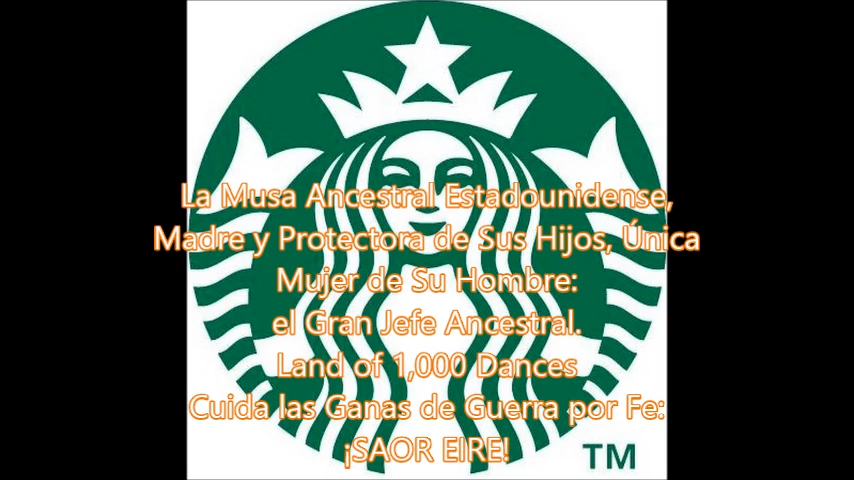 La Musa Ancestral Estadounidense,
Madre y Protectora de Sus Hijos, Única
Mujer de Su Hombre:
el Gran Jefe Ancestral.
Land of 1,000 Dances
Cuida las Ganas de Guerra por Fe:
¡SAOR EIRE!
TM